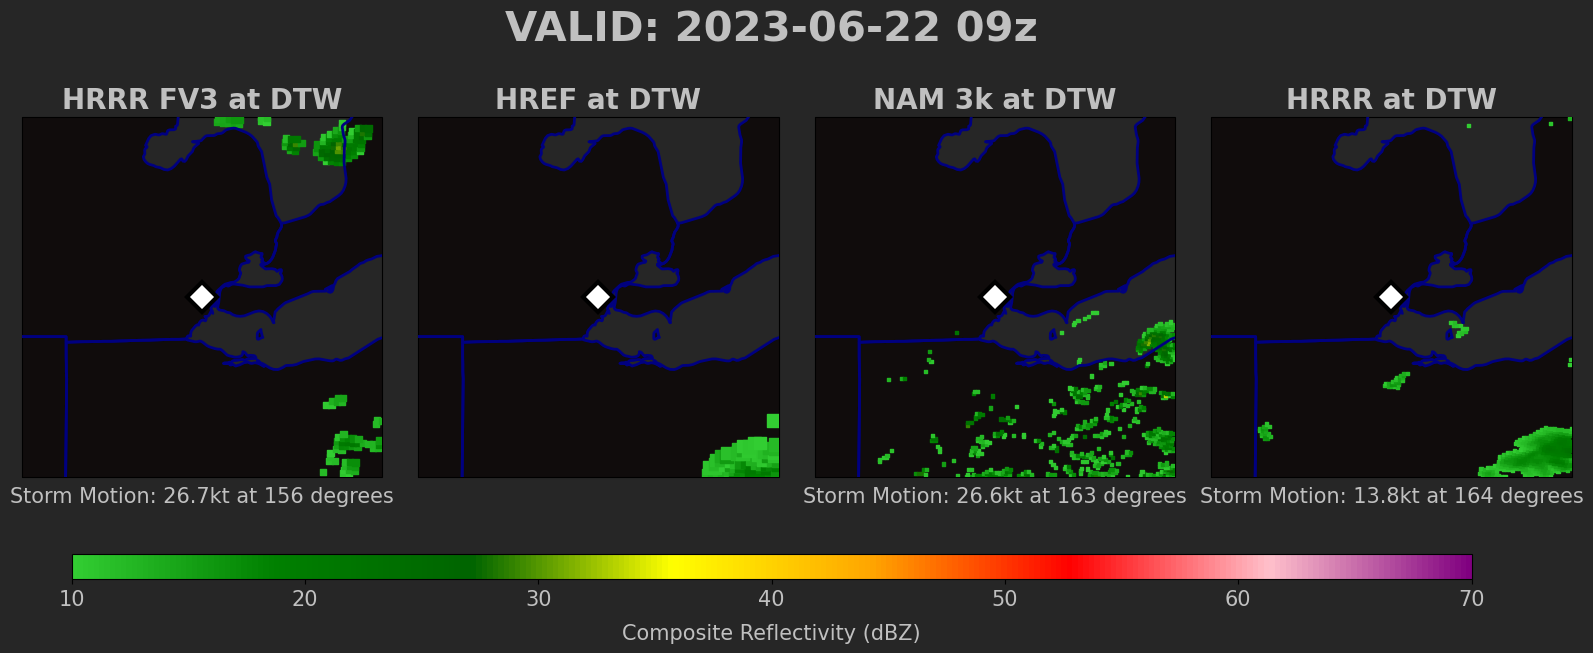 VALID: 2023-06-22 09z
HRRR FV3 at DTW
HREF at DTW
NAM 3k at DTW
HRRR at DTW
Storm Motion: 26.7kt at 156 degrees
Storm Motion: 26.6kt at 163 degrees
Storm Motion: 13.8kt at 164 degrees
10 20 30 40 50 60 70
Composite Reflectivity (dBZ)